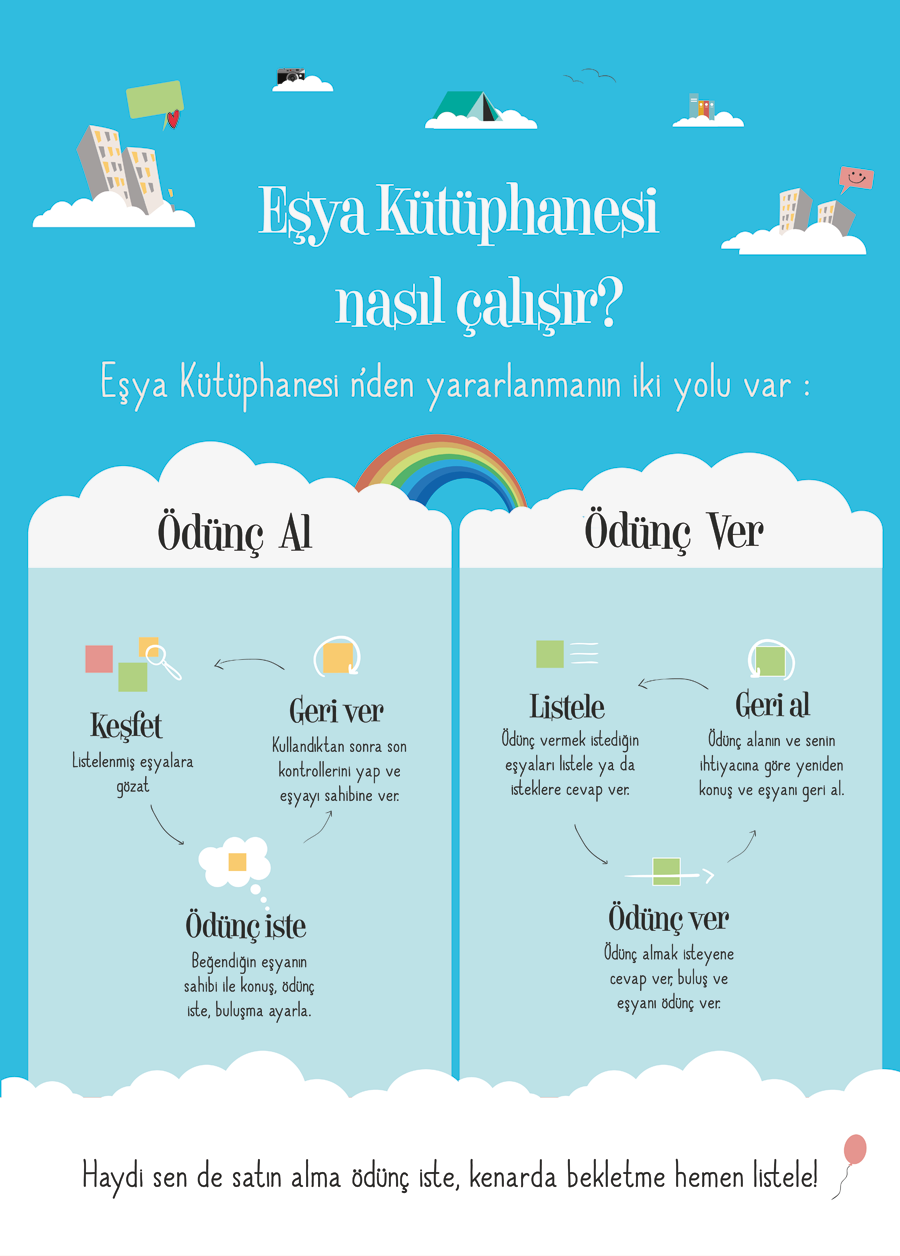 Eşya Kütüphanesi
nasıl çalışır?
Eşya Kütüphanesi n'den yararlanmanın iki yolu var :
Ödünç Al
Keşfet
Listelenmiş eşyalara
gözat
Geri ver
Kullandıktan sonra son
kontrollerini yap ve
eşyayı sahibine ver.
Ödünç iste
Beğendiğin eşyanın
sahibi ile konuş, ödünç
iste, buluşma ayarla.
Ödünç Ver
Listele
Ödünç vermek istediğin
eşyaları listele ya da
isteklere cevap ver.
Geri al
Ödünç alanın ve senin
ihtiyacına göre yeniden
konuş ve eşyanı geri al.
Ödünç ver
Ödünç almak isteyene
cevap ver, buluş ve
eşyanı ödünç ver.
Haydi sen de satın alma ödünç iste, kenarda bekletme hemen listele!